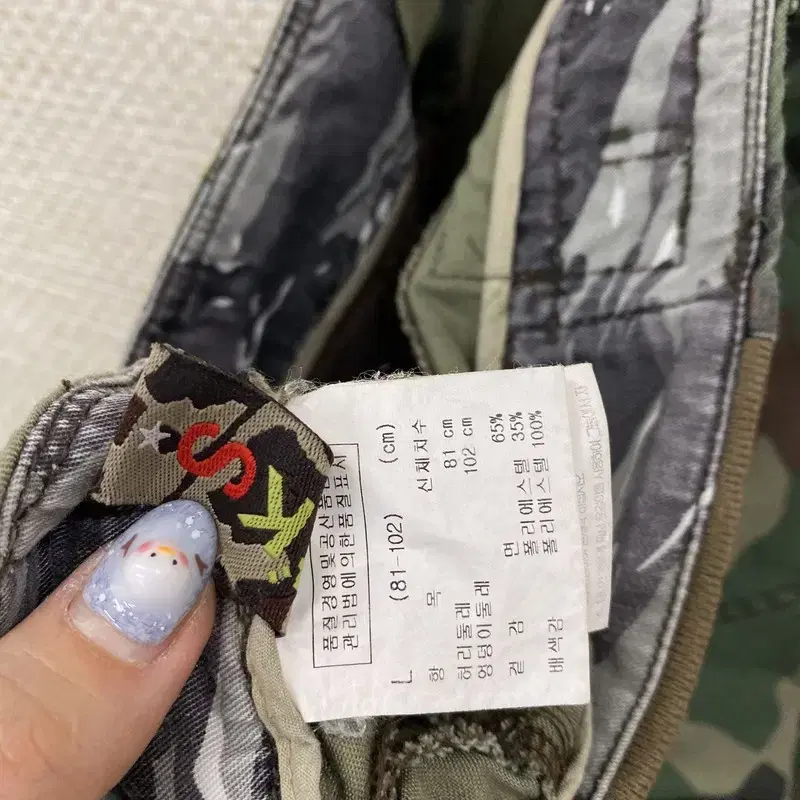 SK
품질경영및공산품안전
관리법에의한품질표시
L (81-102) (cm)
항 목 신체치수
허리둘레 81 cm
엉덩이둘레 102 cm
겉 감 면 65%
폴리에스텔 35%
배색감 폴리에스텔 100%